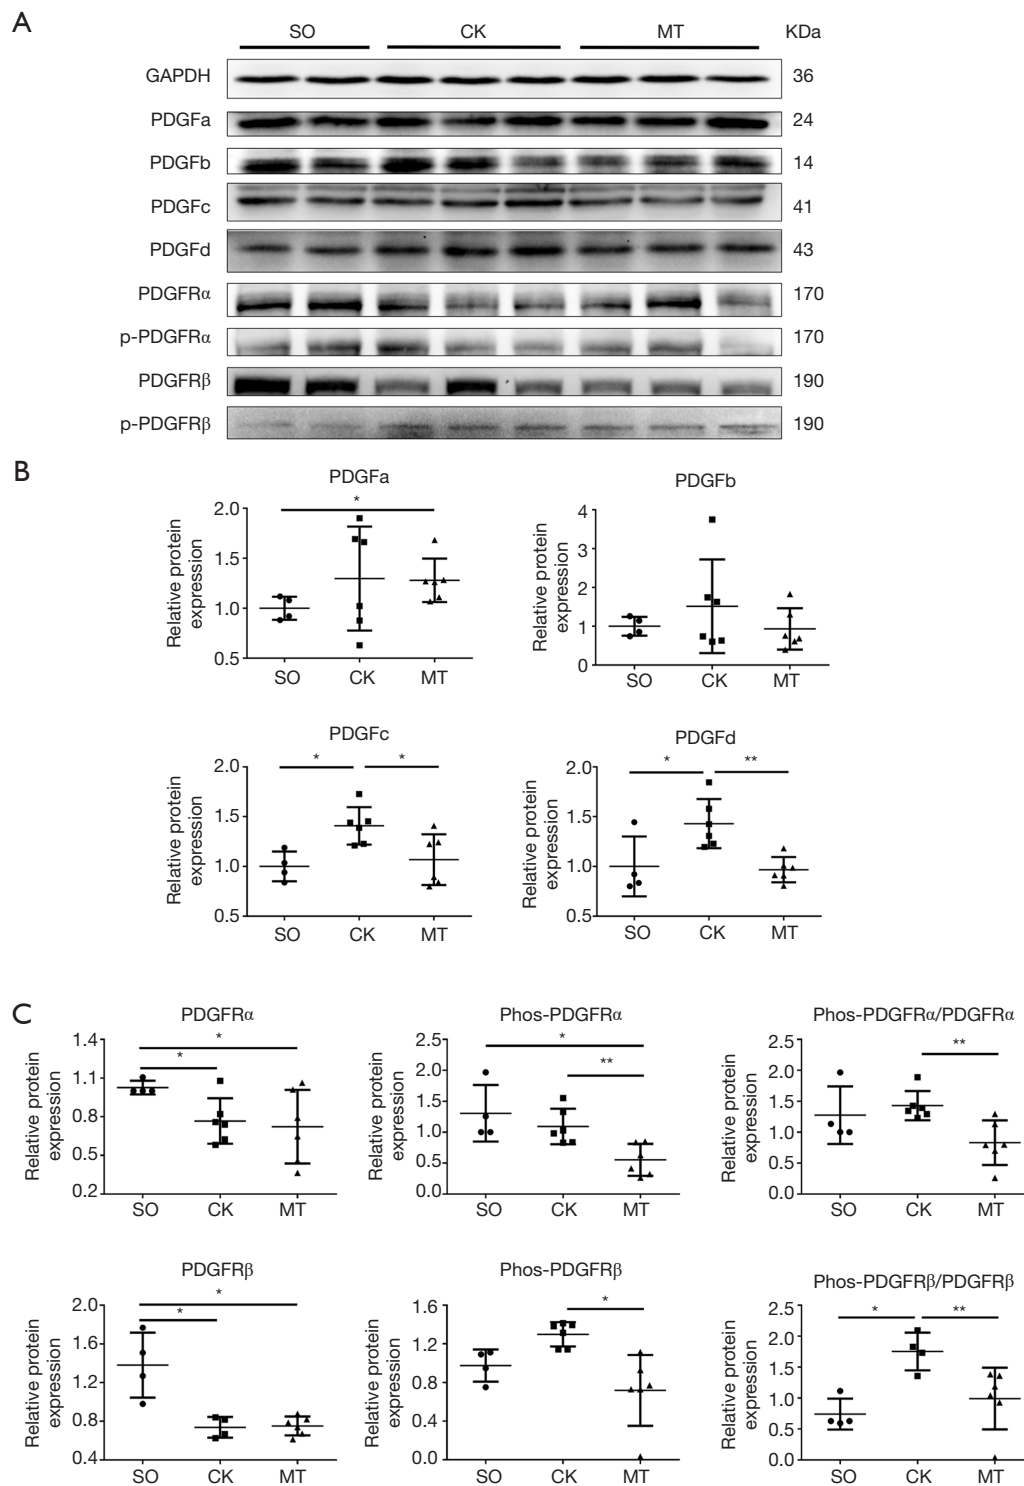 A
SO CK MT KDa
GAPDH 36
PDGFa 24
PDGFb 14
PDGFc 41
PDGFd 43
PDGFRα 170
p-PDGFRα 170
PDGFRβ 190
p-PDGFRβ 190
B
PDGFa
Relative protein
expression
2.0
1.5
1.0
0.5
*
SO CK MT
PDGFb
Relative protein
expression
4
3
2
1
0
SO CK MT
PDGFc
Relative protein
expression
2.0
1.5
1.0
0.5
* *
SO CK MT
PDGFd
Relative protein
expression
2.0
1.5
1.0
0.5
* **
SO CK MT
C
PDGFRα
Relative protein
expression
1.4
1.1
0.8
0.5
0.2
*
*
SO CK MT
Phos-PDGFRα
Relative protein
expression
2.5
2.0
1.5
1.0
0.5
0.0
*
**
SO CK MT
Phos-PDGFRα/PDGFRα
Relative protein
expression
2.5
2.0
1.5
1.0
0.5
0.0
**
SO CK MT
PDGFRβ
Relative protein
expression
2.0
1.6
1.2
0.8
0.4
*
*
SO CK MT
Phos-PDGFRβ
Relative protein
expression
1.6
1.2
0.8
0.4
0.0
*
SO CK MT
Phos-PDGFRβ/PDGFRβ
Relative protein
expression
2.5
2.0
1.5
1.0
0.5
0.0
* **
SO CK MT